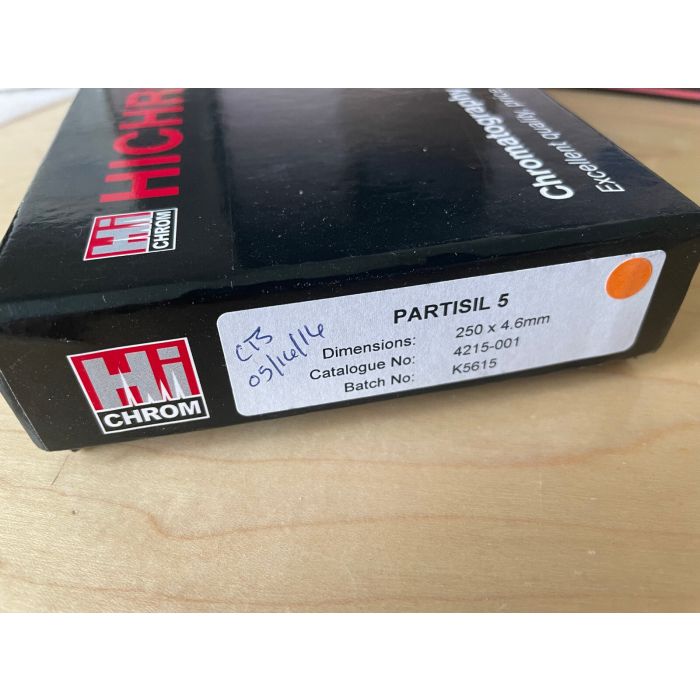 HICHR
Chromatography
Excellent quality, price
Hi
CHROM
Hi
CHROM
PARTISIL 5
Dimensions: 250 x 4.6mm
Catalogue No: 4215-001
Batch No: K5615
CTS
05/14/14